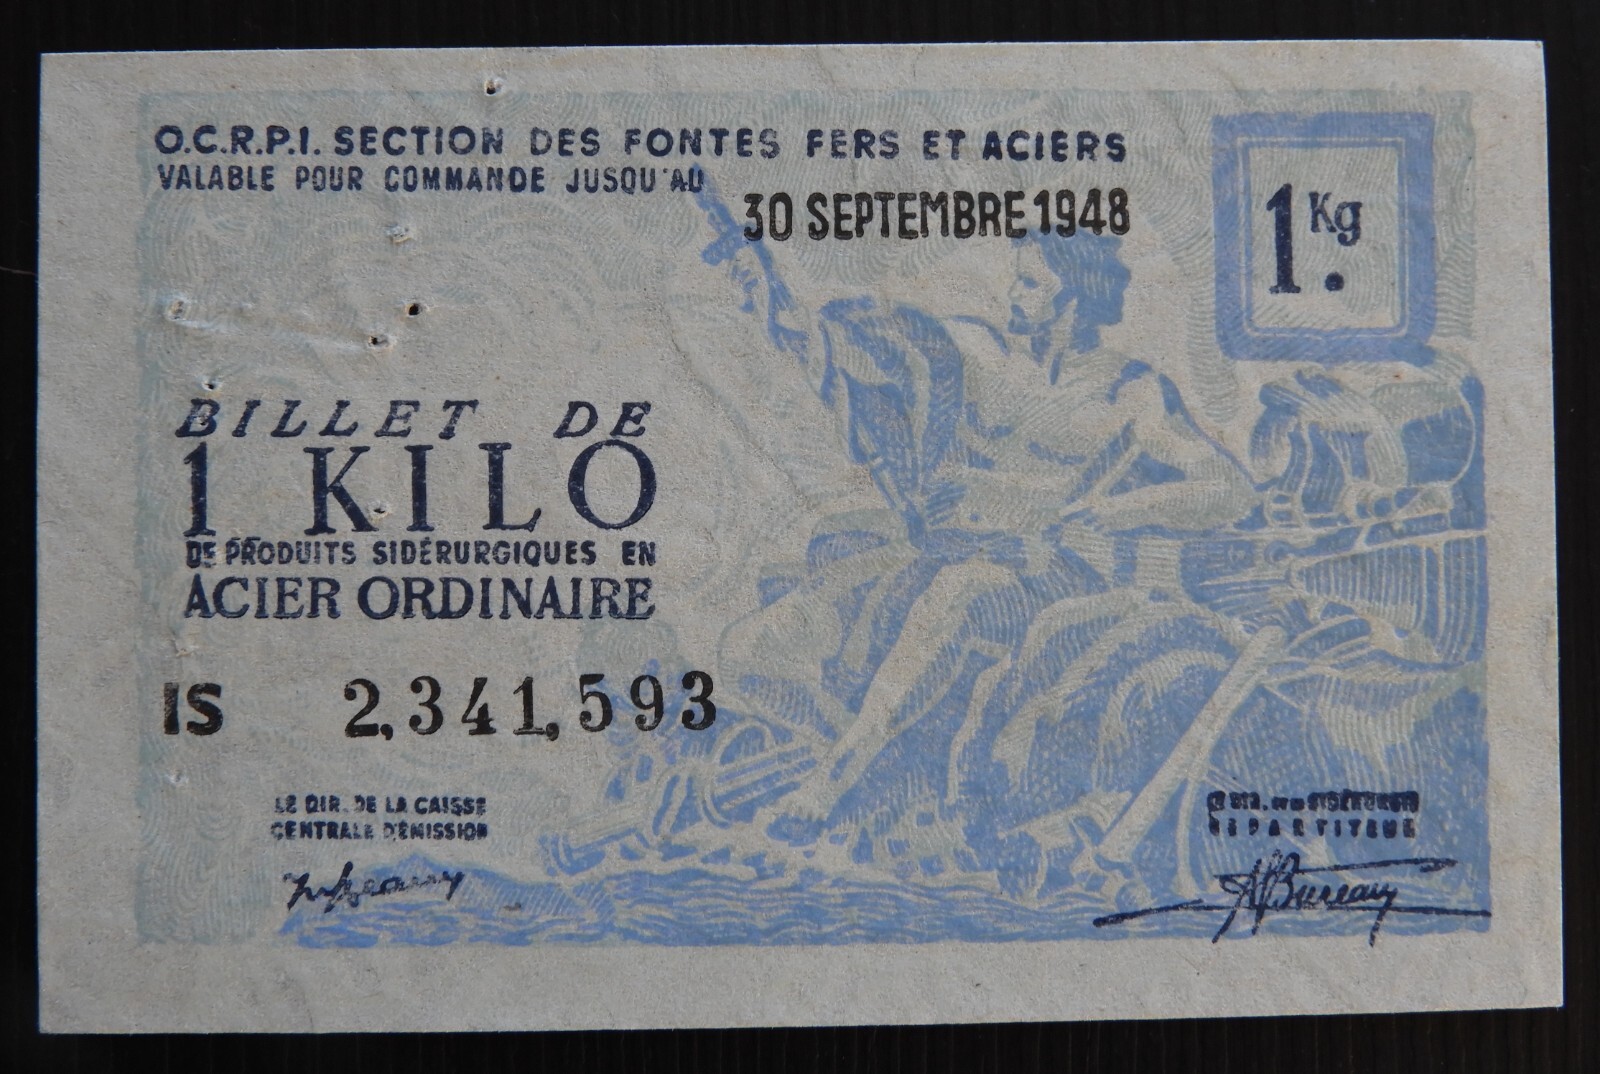 O.C.R.P.I. SECTION DES FONTES FERS ET ACIERS
VALABLE POUR COMMANDE JUSQU'AU
30 SEPTEMBRE 1948
1 Kg.
BILLET DE
1 KILO
DE PRODUITS SIDÉRURGIQUES EN
ACIER ORDINAIRE
IS 2,341,593
LE DIR. DE LA CAISSE
CENTRALE D'ÉMISSION
RÉPARTITEUR